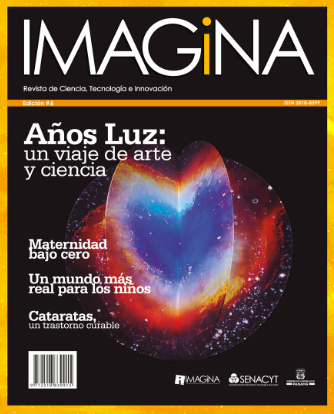 IMAGiNA
Revista de Ciencia, Tecnología e Innovación
Edición #6
Años Luz:
un viaje de arte
y ciencia
Maternidad
bajo cero
Un mundo más
real para los niños
Cataratas,
un trastorno curable
IMAGINA
SENACYT